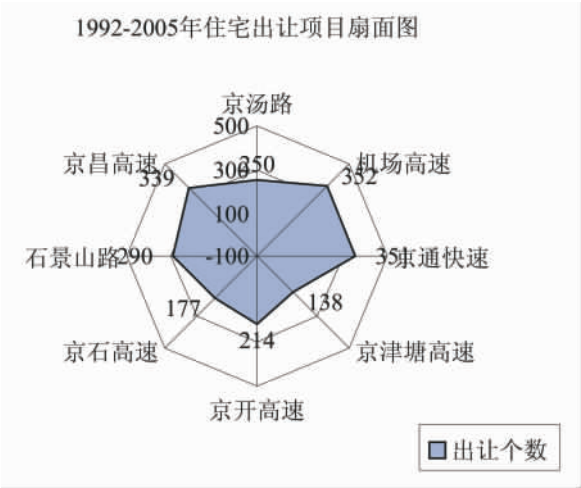 1992-2005年住宅出让项目扇面图
京汤路
500
京昌高速
339
300
250
机场高速
352
100
石景山路
290
-100
351
京通快速
177
138
京石高速
214
京津塘高速
京开高速
出让个数